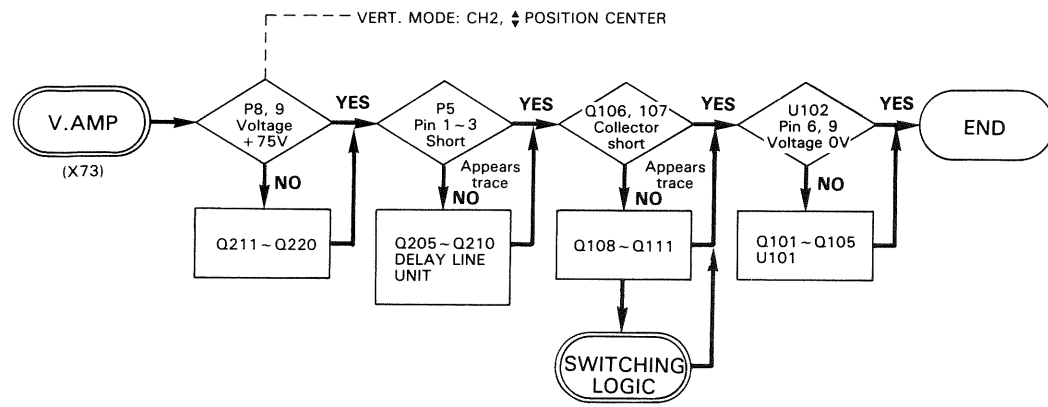 VERT. MODE: CH2, ▲▼ POSITION CENTER
V.AMP
(X73)
P8, 9
Voltage
+75V
YES
NO
Q211~Q220
P5
Pin 1~3
Short
YES
Appears
trace
NO
Q205~Q210
DELAY LINE
UNIT
Q106, 107
Collector
short
YES
Appears
trace
NO
Q108~Q111
SWITCHING
LOGIC
U102
Pin 6, 9
Voltage 0V
YES
NO
Q101~Q105
U101
END